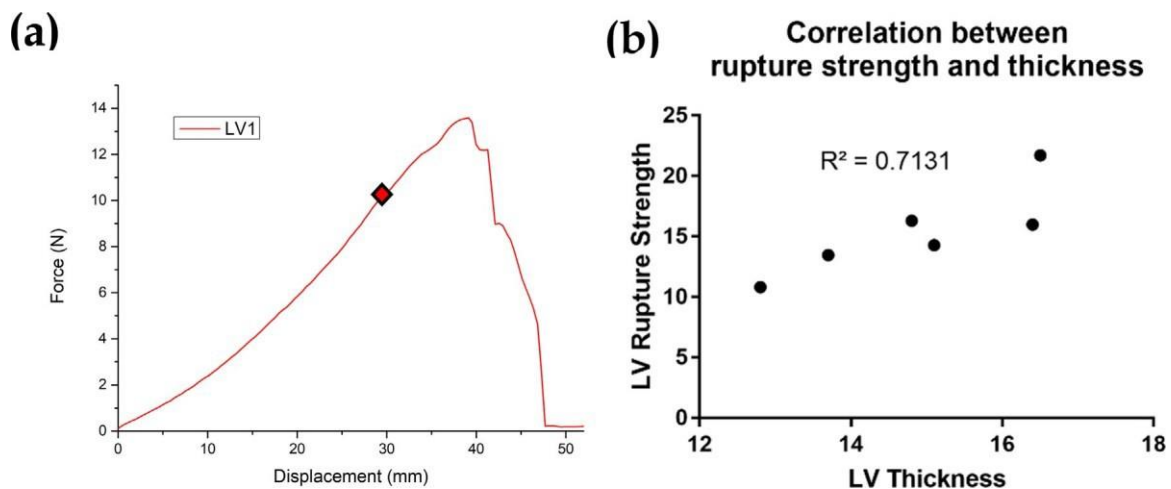 (a)
LV1
14
12
10
8
6
4
2
0
Force (N)
0 10 20 30 40 50
Displacement (mm)
(b)
Correlation between
rupture strength and thickness
R² = 0.7131
25
20
15
10
5
0
LV Rupture Strength
12 14 16 18
LV Thickness